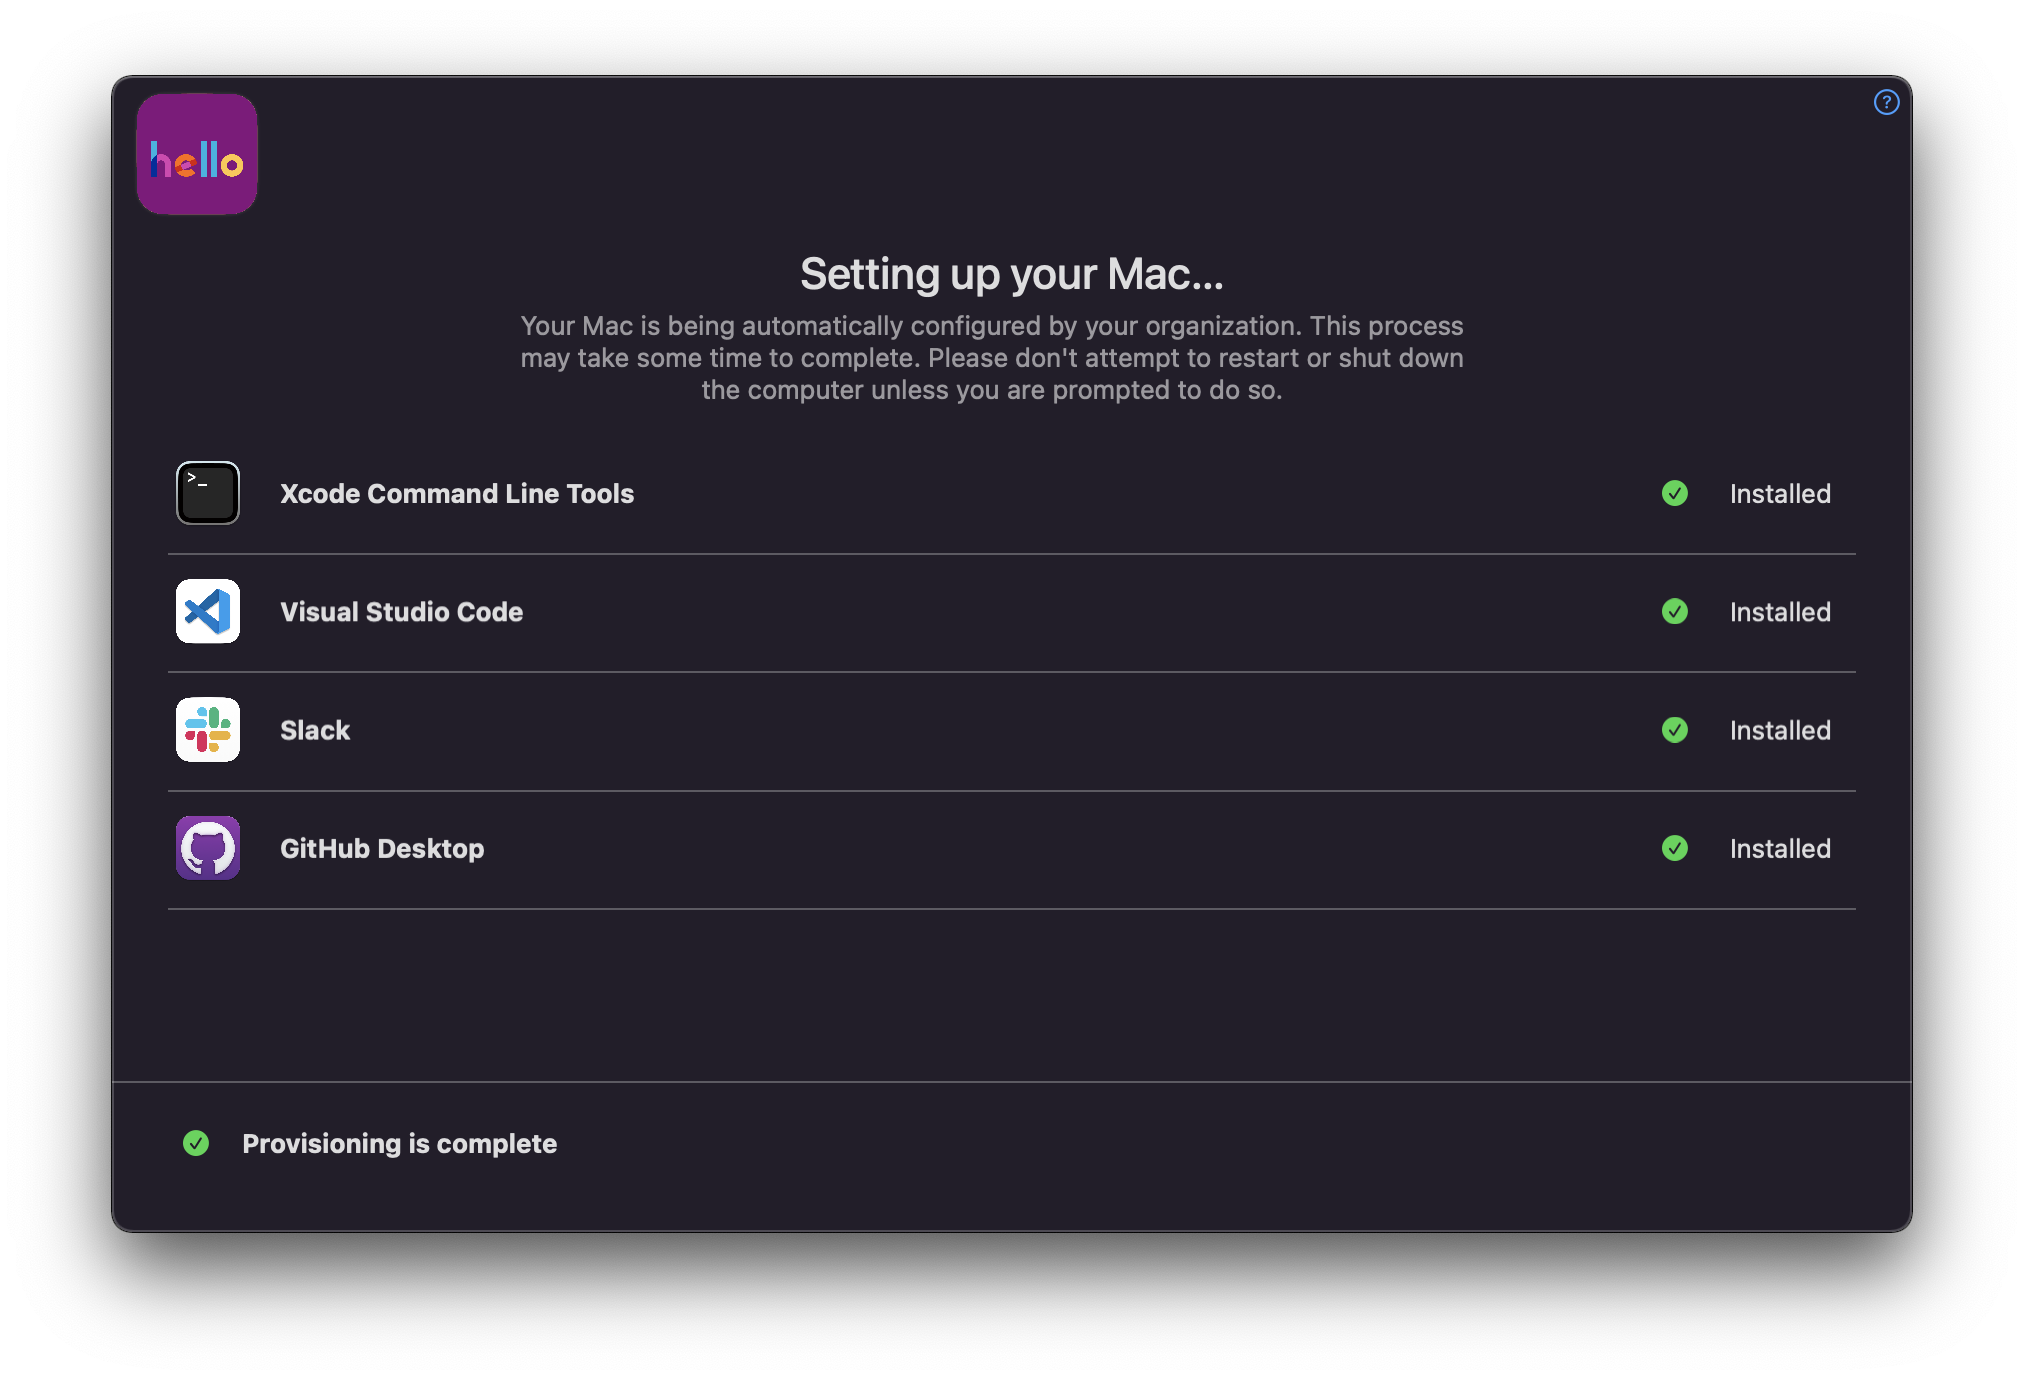 hello
?
Setting up your Mac...
Your Mac is being automatically configured by your organization. This process
may take some time to complete. Please don't attempt to restart or shut down
the computer unless you are prompted to do so.
>_
Xcode Command Line Tools Installed
Visual Studio Code Installed
Slack Installed
GitHub Desktop Installed
Provisioning is complete